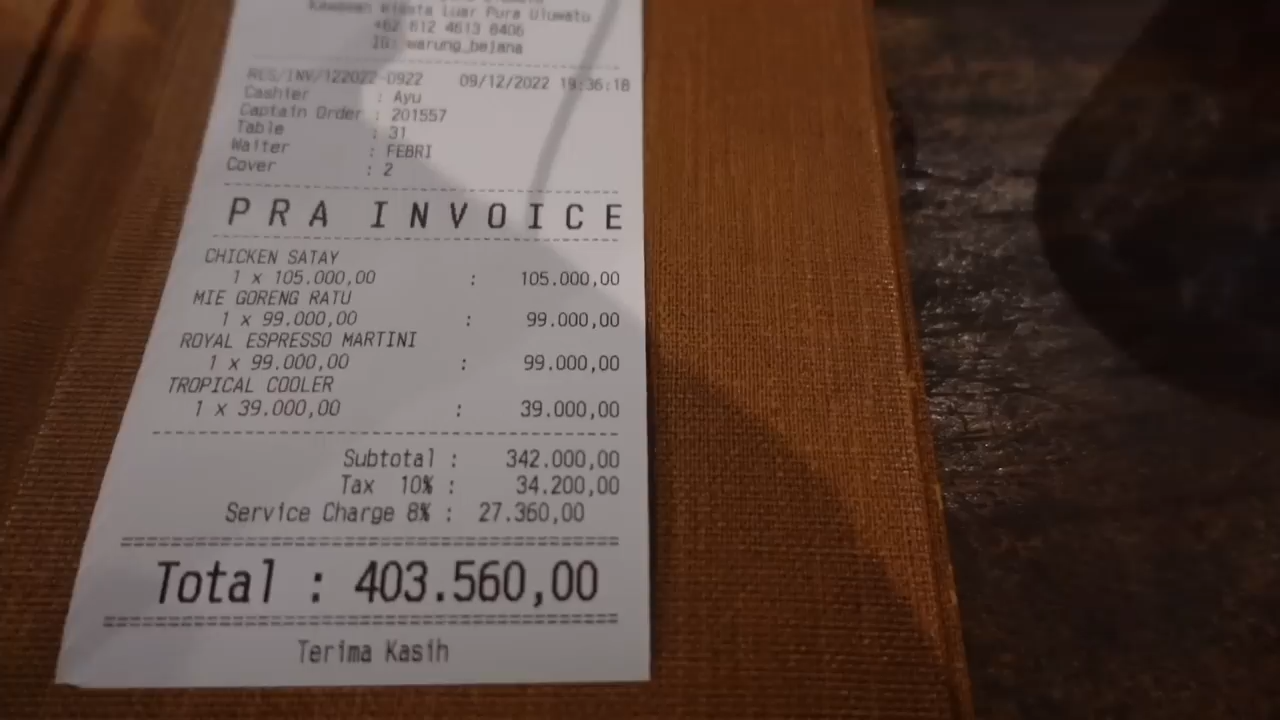 Kawasan Wisata Luar Pura Uluwatu
+62 812 4613 8406
IG: warung_bejana
RES/INV/122022-0922 09/12/2022 19:36:18
Cashier : Ayu
Captain Order : 201557
Table : 31
Waiter : FEBRI
Cover : 2
PRA INVOICE
CHICKEN SATAY
1 x 105.000,00 : 105.000,00
MIE GORENG RATU
1 x 99.000,00 : 99.000,00
ROYAL ESPRESSO MARTINI
1 x 99.000,00 : 99.000,00
TROPICAL COOLER
1 x 39.000,00 : 39.000,00
Subtotal : 342.000,00
Tax 10% : 34.200,00
Service Charge 8% : 27.360,00
Total : 403.560,00
Terima Kasih